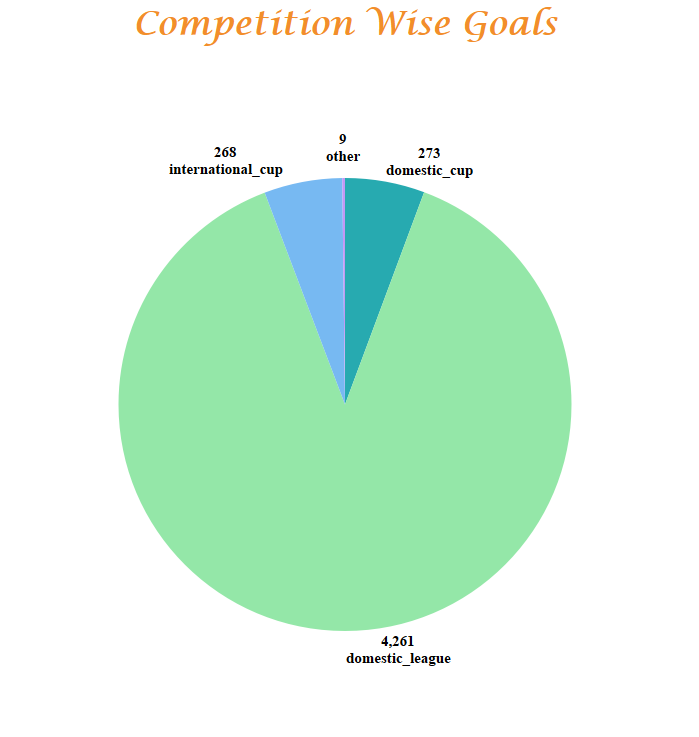 Competition Wise Goals
9
other
268
international_cup
273
domestic_cup
4,261
domestic_league